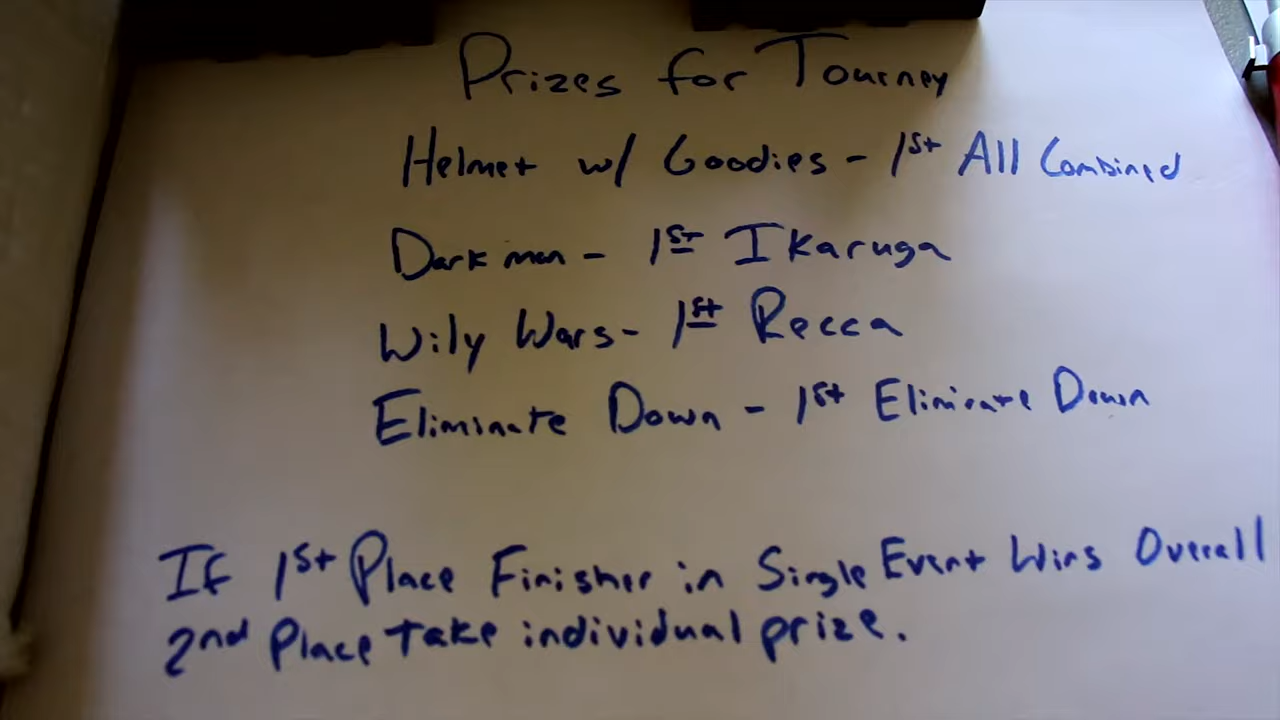 Prizes for Tourney
Helmet w/ Goodies - 1st All Combined
Darkman - 1st Ikaruga
Wily Wars - 1st Recca
Eliminate Down - 1st Eliminate Down
If 1st Place Finisher in Single Event Wins Overall
2nd Place take individual prize.